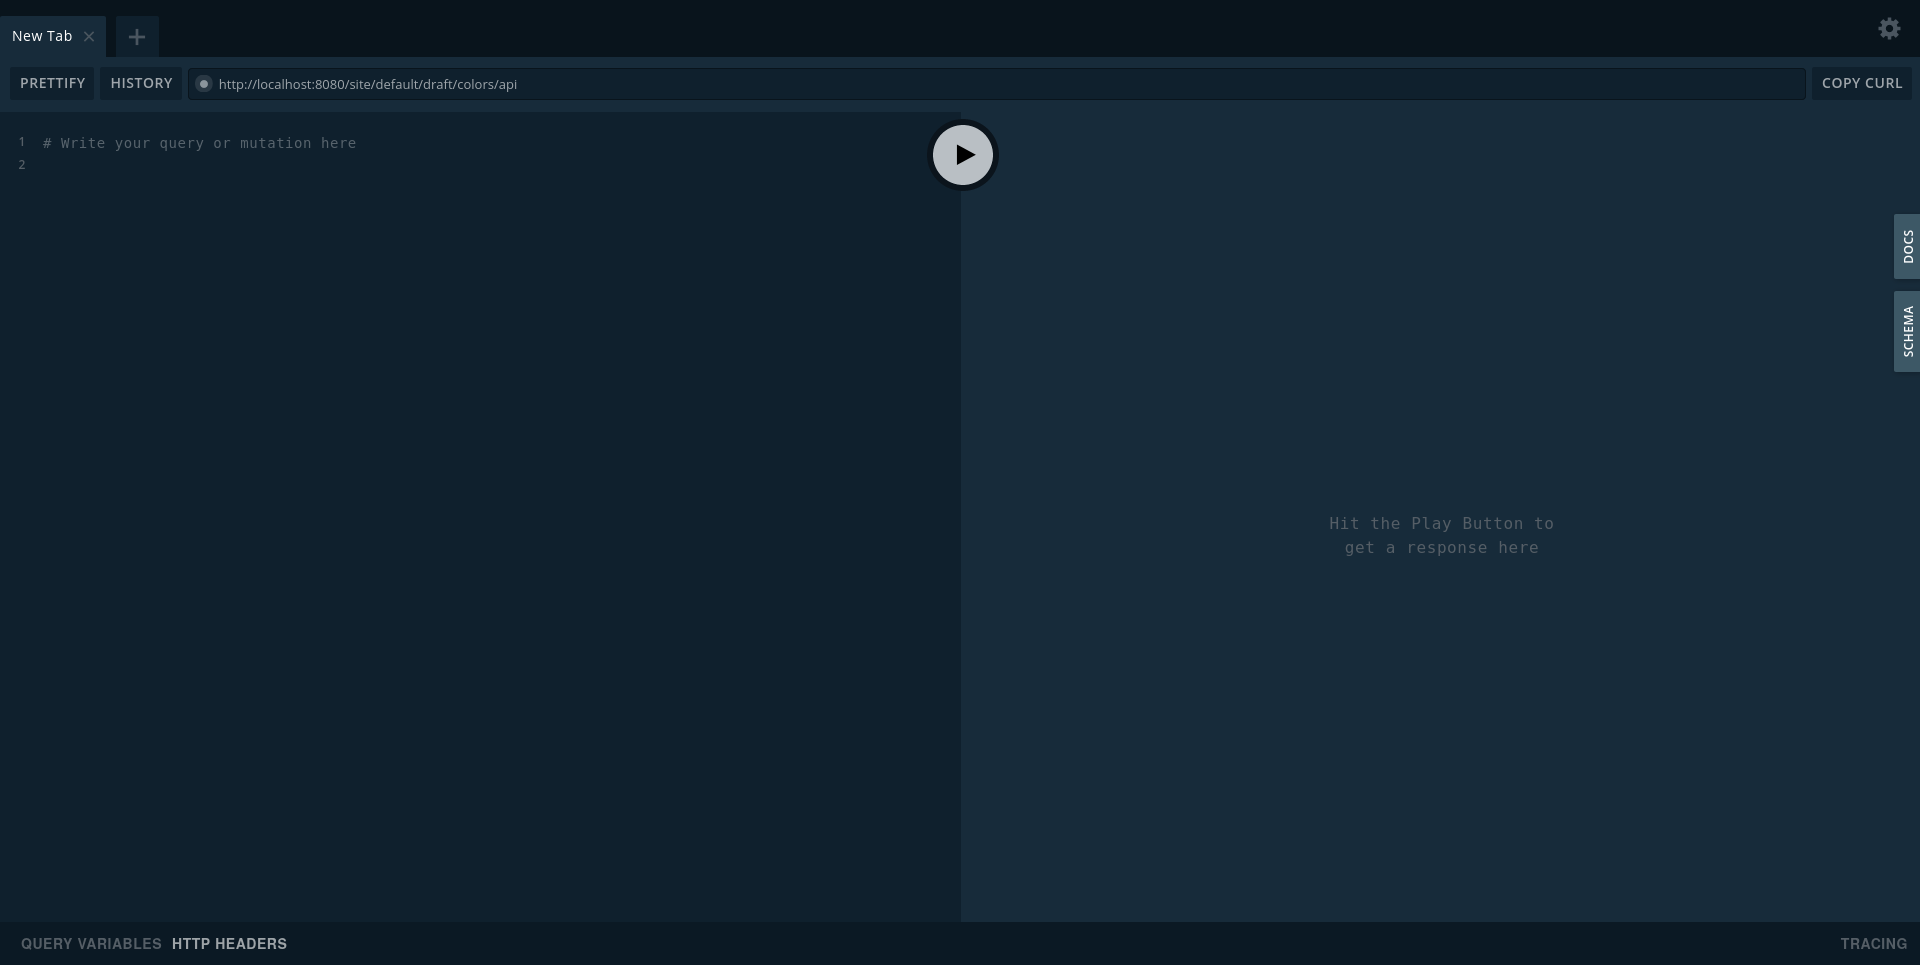 New Tab
PRETTIFY
HISTORY
http://localhost:8080/site/default/draft/colors/api
COPY CURL
1 # Write your query or mutation here
2
DOCS
SCHEMA
Hit the Play Button to
get a response here
QUERY VARIABLES
HTTP HEADERS
TRACING